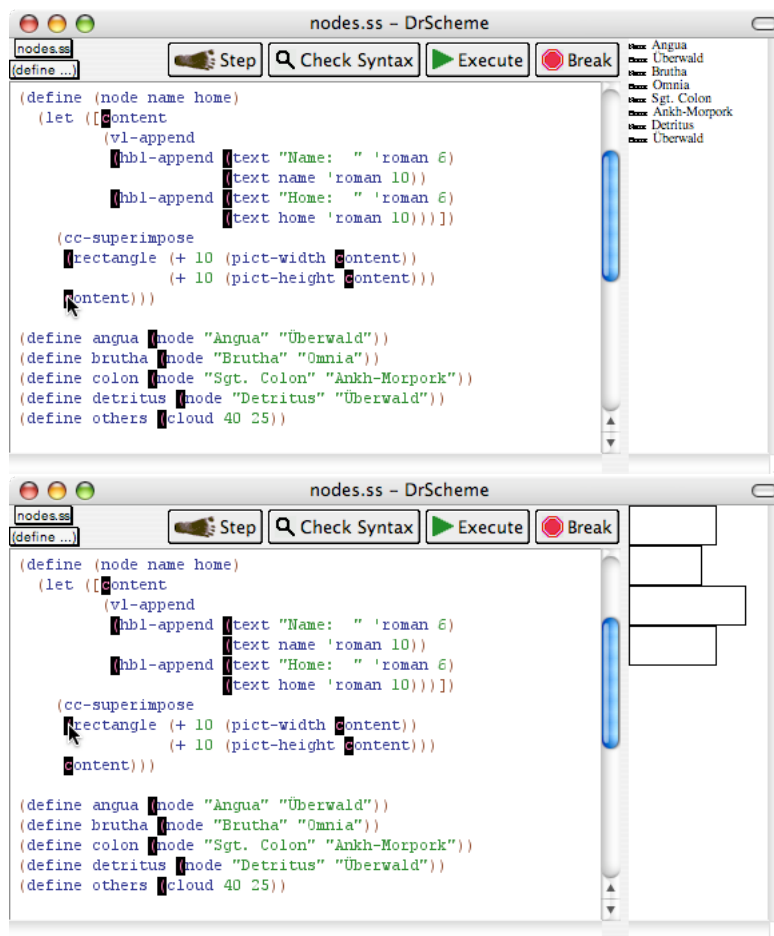 nodes.ss – DrScheme
nodes.ss
(define ...)
Step
Check Syntax
Execute
Break
(define (node name home)
(let ([content
(vl-append
(hbl-append (text "Name:  " 'roman 6)
(text name 'roman 10))
(hbl-append (text "Home:  " 'roman 6)
(text home 'roman 10)))])
(cc-superimpose
(rectangle (+ 10 (pict-width content))
(+ 10 (pict-height content)))
content)))
(define angua (node "Angua" "Überwald"))
(define brutha (node "Brutha" "Omnia"))
(define colon (node "Sgt. Colon" "Ankh-Morpork"))
(define detritus (node "Detritus" "Überwald"))
(define others (cloud 40 25))
Name: Angua
Home: Überwald
Name: Brutha
Home: Omnia
Name: Sgt. Colon
Home: Ankh-Morpork
Name: Detritus
Home: Überwald
nodes.ss – DrScheme
nodes.ss
(define ...)
Step
Check Syntax
Execute
Break
(define (node name home)
(let ([content
(vl-append
(hbl-append (text "Name:  " 'roman 6)
(text name 'roman 10))
(hbl-append (text "Home:  " 'roman 6)
(text home 'roman 10)))])
(cc-superimpose
(rectangle (+ 10 (pict-width content))
(+ 10 (pict-height content)))
content)))
(define angua (node "Angua" "Überwald"))
(define brutha (node "Brutha" "Omnia"))
(define colon (node "Sgt. Colon" "Ankh-Morpork"))
(define detritus (node "Detritus" "Überwald"))
(define others (cloud 40 25))